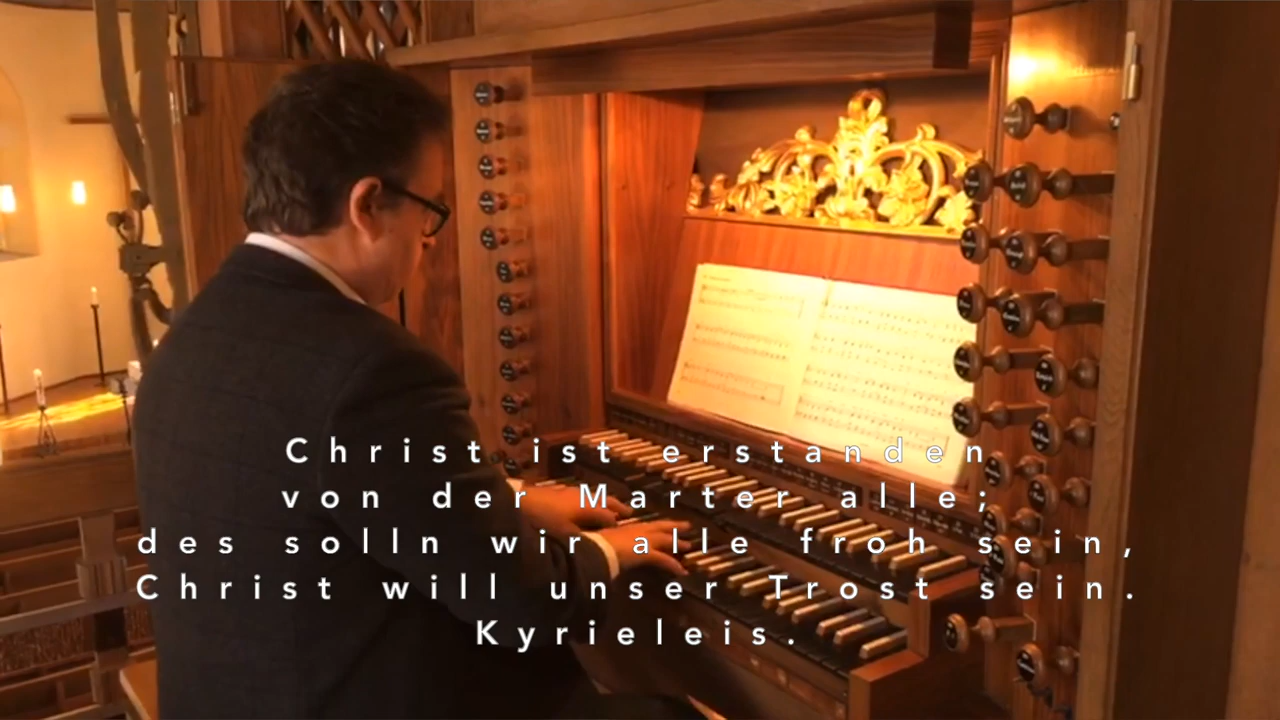 Christ ist erstanden
von der Marter alle;
des solln wir alle froh sein,
Christ will unser Trost sein.
Kyrieleis.